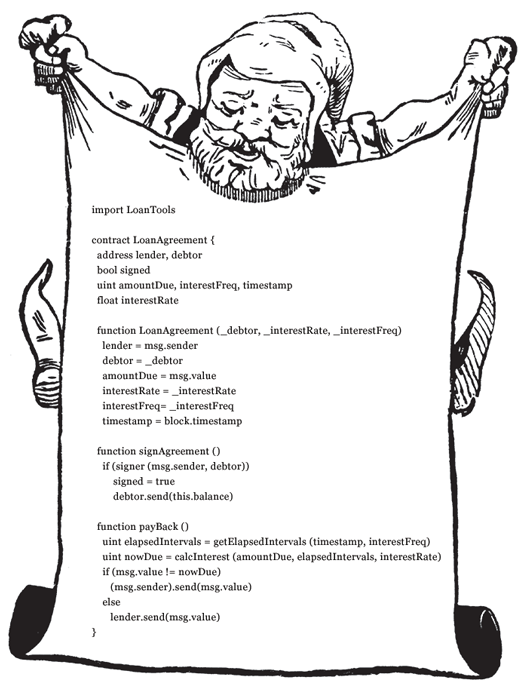 import LoanTools
contract LoanAgreement {
address lender, debtor
bool signed
uint amountDue, interestFreq, timestamp
float interestRate
function LoanAgreement (_debtor, _interestRate, _interestFreq)
lender = msg.sender
debtor = _debtor
amountDue = msg.value
interestRate = _interestRate
interestFreq= _interestFreq
timestamp = block.timestamp
function signAgreement ()
if (signer (msg.sender, debtor))
signed = true
debtor.send(this.balance)
function payBack ()
uint elapsedIntervals = getElapsedIntervals (timestamp, interestFreq)
uint nowDue = calcInterest (amountDue, elapsedIntervals, interestRate)
if (msg.value != nowDue)
(msg.sender).send(msg.value)
else
lender.send(msg.value)
}